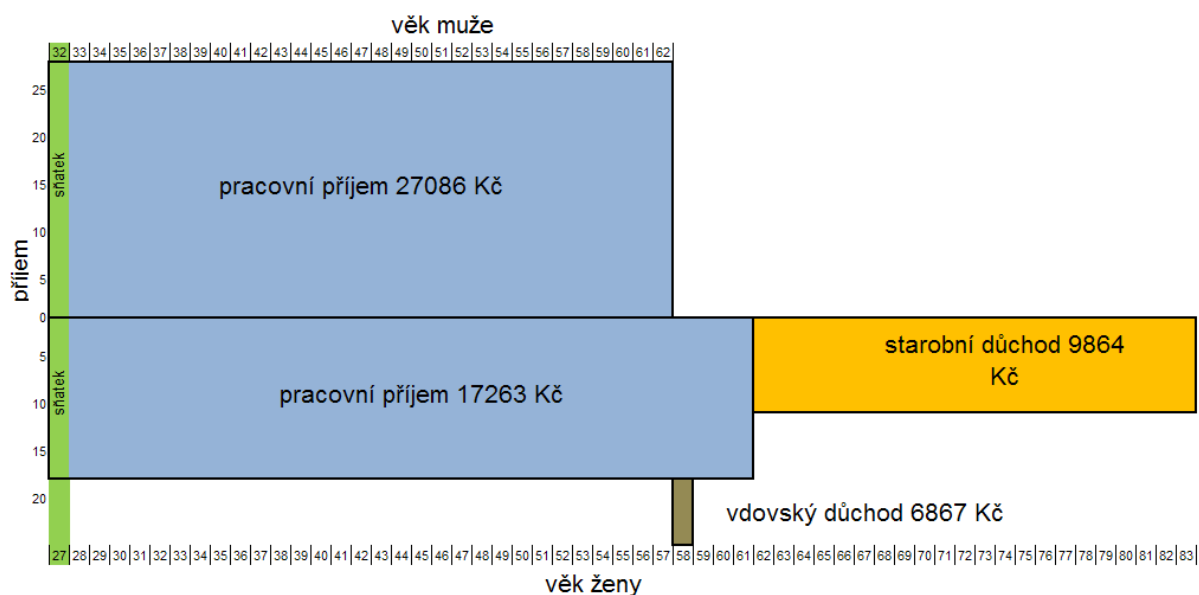 věk muže
32 33 34 35 36 37 38 39 40 41 42 43 44 45 46 47 48 49 50 51 52 53 54 55 56 57 58 59 60 61 62
25
20
15
10
5
0
5
10
15
20
příjem
sňatek
pracovní příjem 27086 Kč
sňatek
pracovní příjem 17263 Kč
starobní důchod 9864
Kč
vdovský důchod 6867 Kč
27 28 29 30 31 32 33 34 35 36 37 38 39 40 41 42 43 44 45 46 47 48 49 50 51 52 53 54 55 56 57 58 59 60 61 62 63 64 65 66 67 68 69 70 71 72 73 74 75 76 77 78 79 80 81 82 83
věk ženy